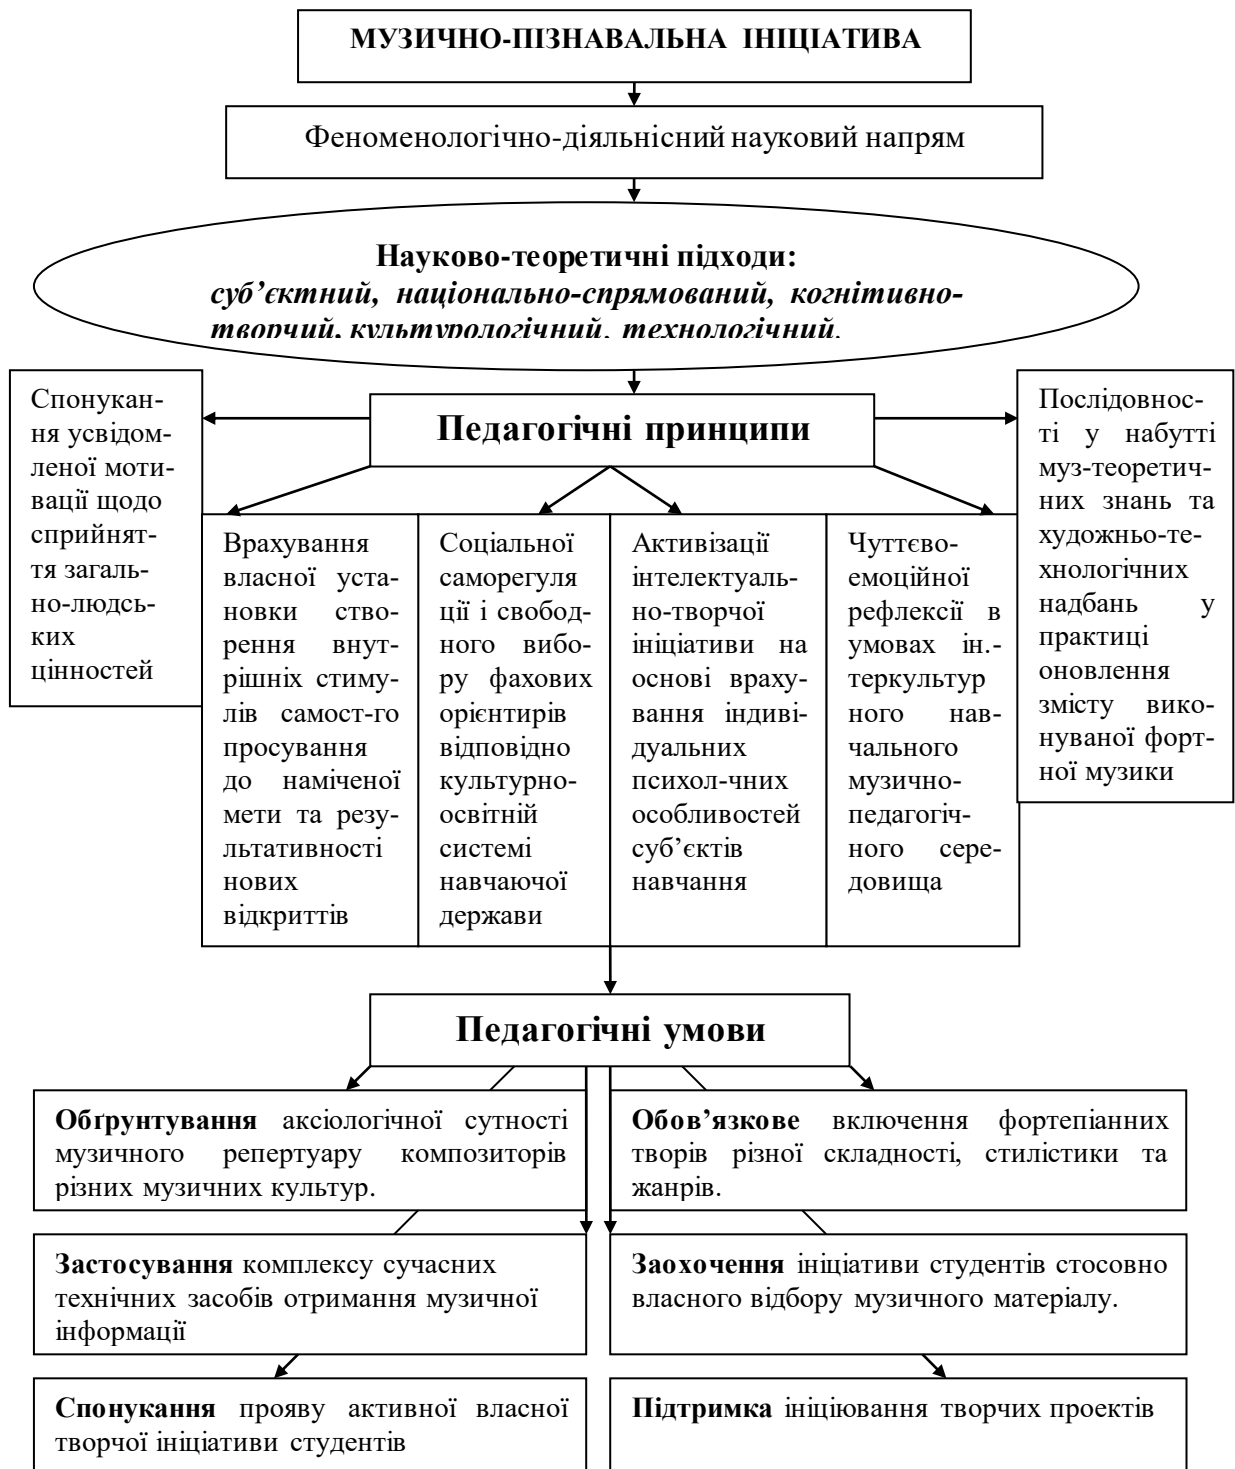 МУЗИЧНО-ПІЗНАВАЛЬНА ІНІЦІАТИВА
Феноменологічно-діяльнісний науковий напрям
Науково-теоретичні підходи:
суб’єктний, національно-спрямований, когнітивно-
творчий, культурологічний, технологічний.
Педагогічні принципи
Спонукан-
ня усвідом-
леної моти-
вації щодо
сприйнят-
тя загаль-
но-людсь-
ких
цінностей
Врахування
власної уста-
новки ство-
рення внут-
рішніх стиму-
лів самост-го
просування
до наміченої
мети та резу-
льтативності
нових
відкриттів
Соціальної
саморегуля
ції і свобод-
ного вибо-
ру фахових
орієнтирів
відповідно
культурно-
освітній
системі
навчаючої
держави
Активізації
інтелектуаль-
но-творчої
ініціативи на
основі враху-
вання індиві-
дуальних
психол-чних
особливостей
суб’єктів
навчання
Чуттєво-
емоційної
рефлексії в
умовах ін.-
теркультур
ного нав-
чального
музично-
педагогіч-
ного сере-
довища
Послідовнос-
ті у набутті
муз-теоретич-
них знань та
художньо-те-
хнологічних
надбань у
практиці
оновлення
змісту вико-
нуваної форт-
ної музики
Педагогічні умови
Обґрунтування аксіологічної сутності
музичного репертуару композиторів
різних музичних культур.
Обов’язкове включення фортепіанних
творів різної складності, стилістики та
жанрів.
Застосування комплексу сучасних
технічних засобів отримання музичної
інформації
Заохочення ініціативи студентів стосовно
власного відбору музичного матеріалу.
Спонукання прояву активної власної
творчої ініціативи студентів
Підтримка ініціювання творчих проектів